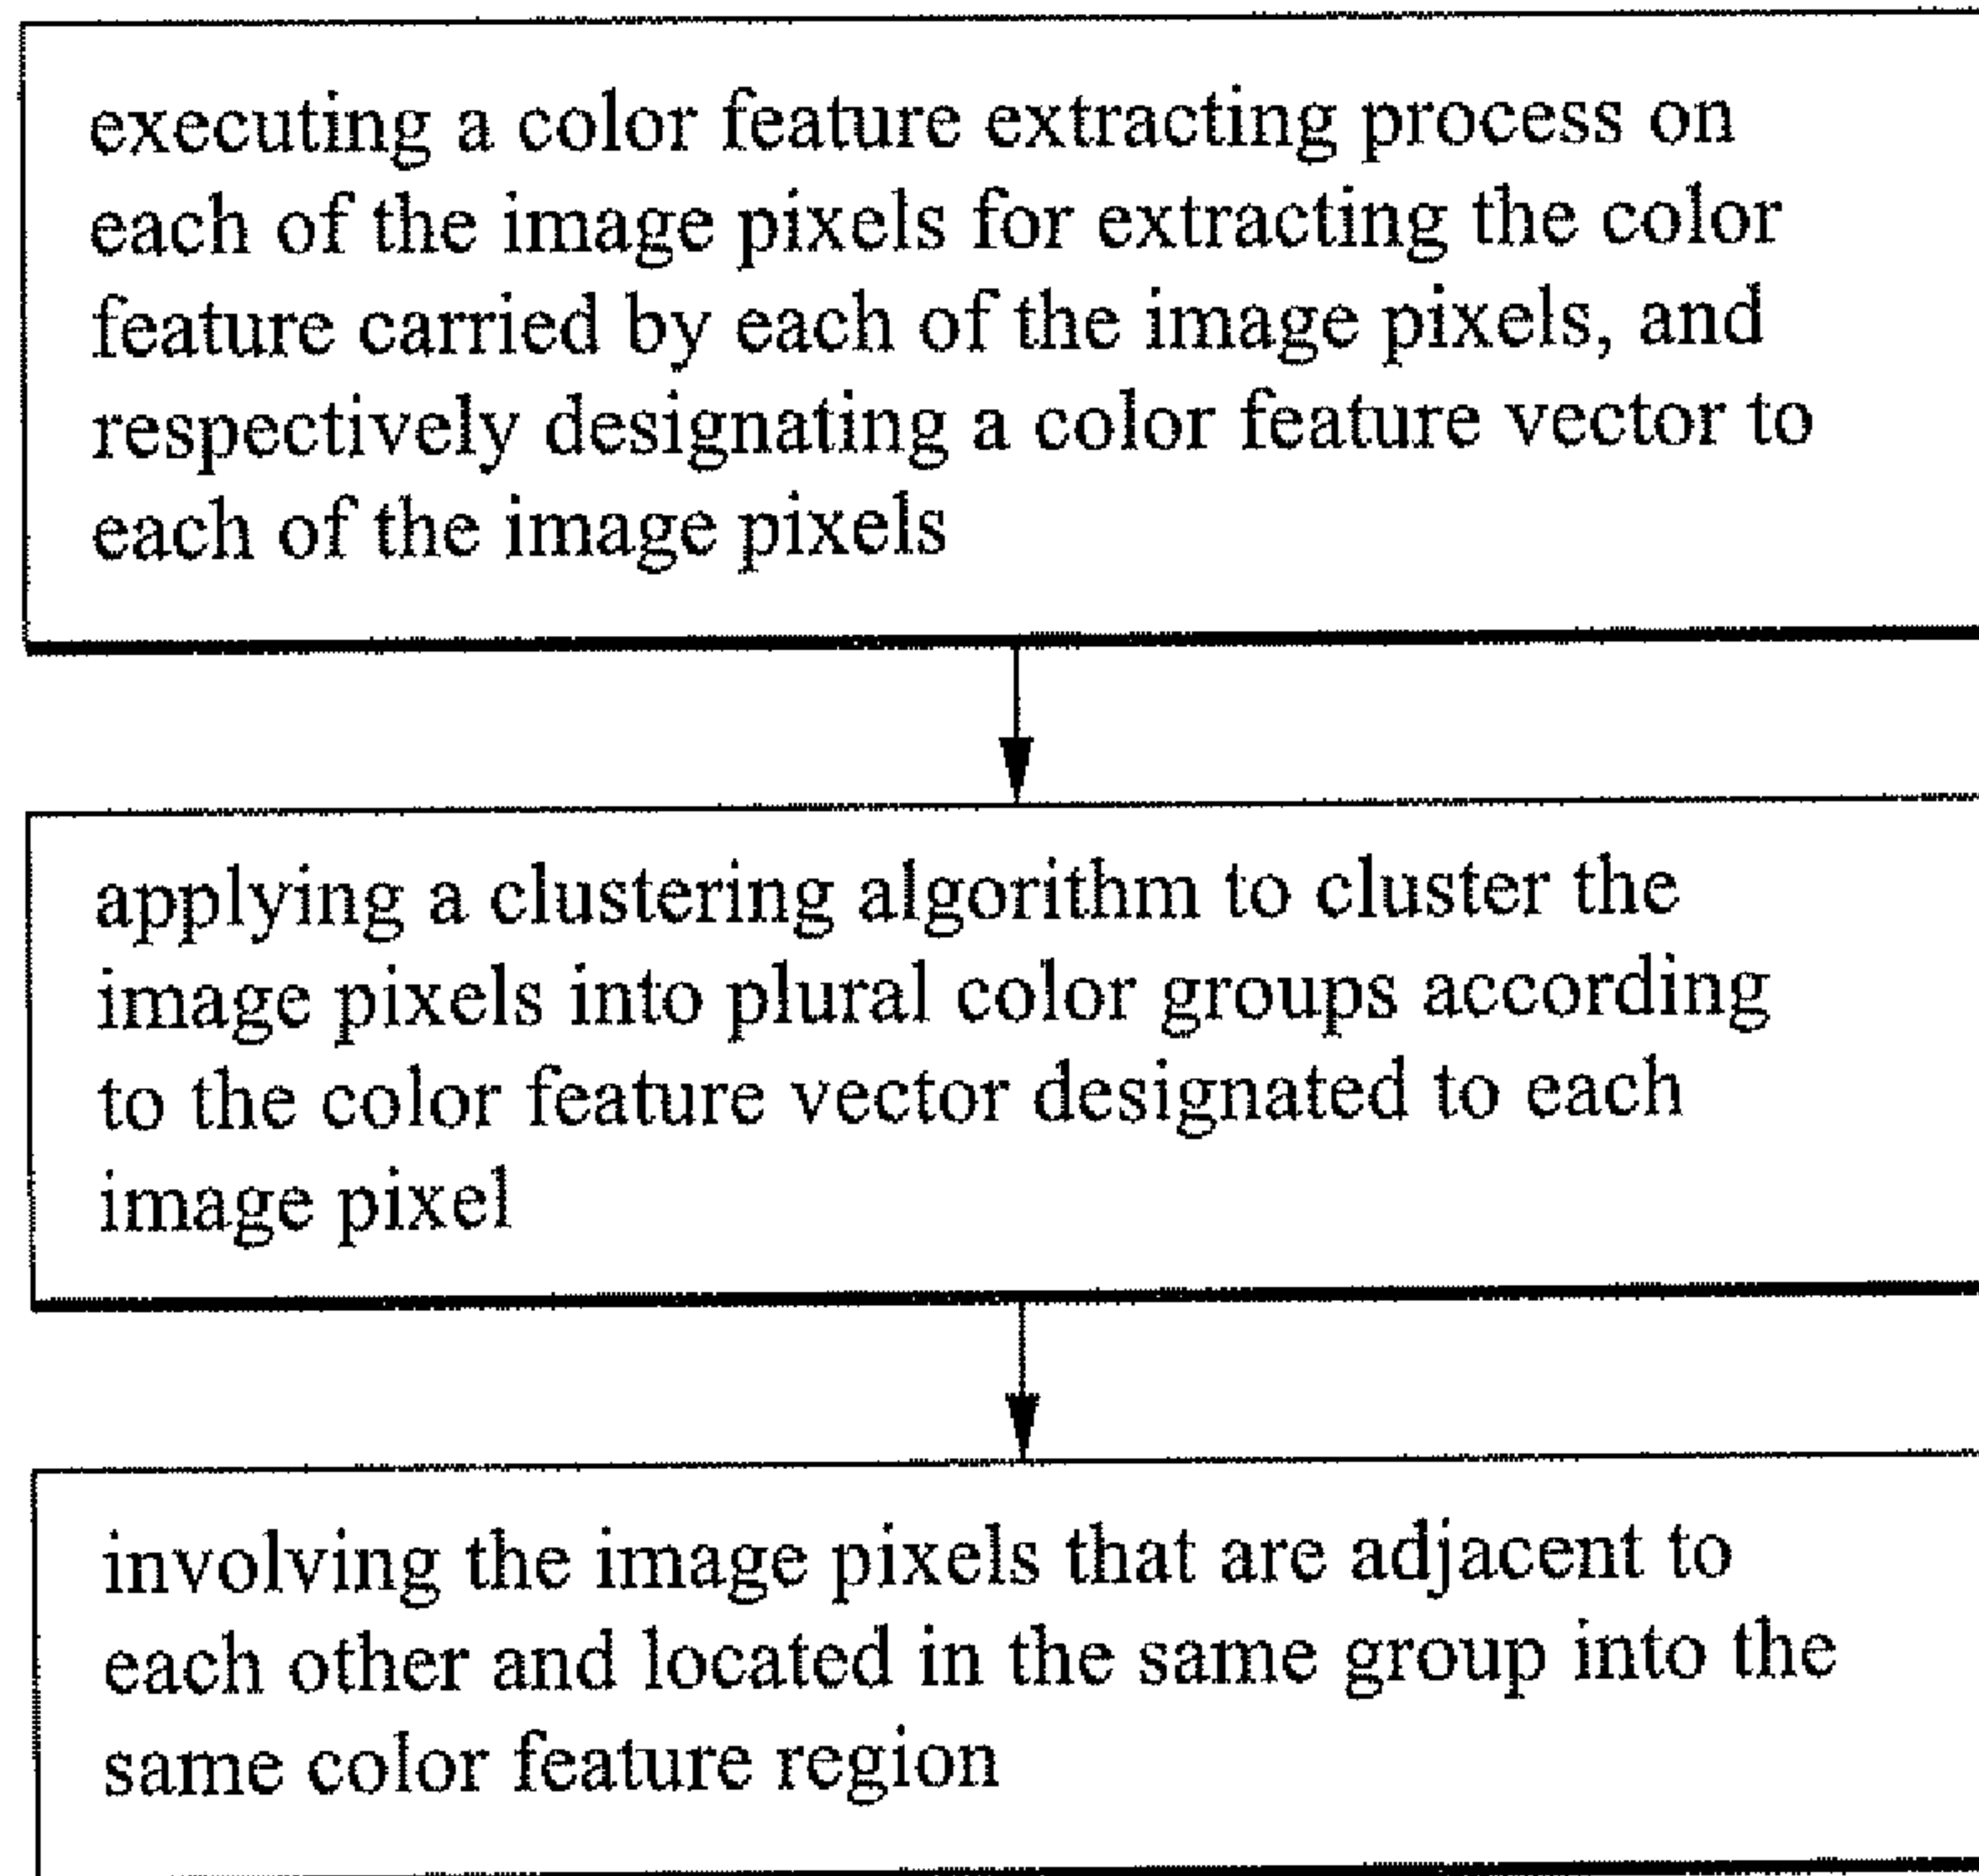 executing a color feature extracting process on
each of the image pixels for extracting the color
feature carried by each of the image pixels, and
respectively designating a color feature vector to
each of the image pixels
applying a clustering algorithm to cluster the
image pixels into plural color groups according
to the color feature vector designated to each
image pixel
involving the image pixels that are adjacent to
each other and located in the same group into the
same color feature region